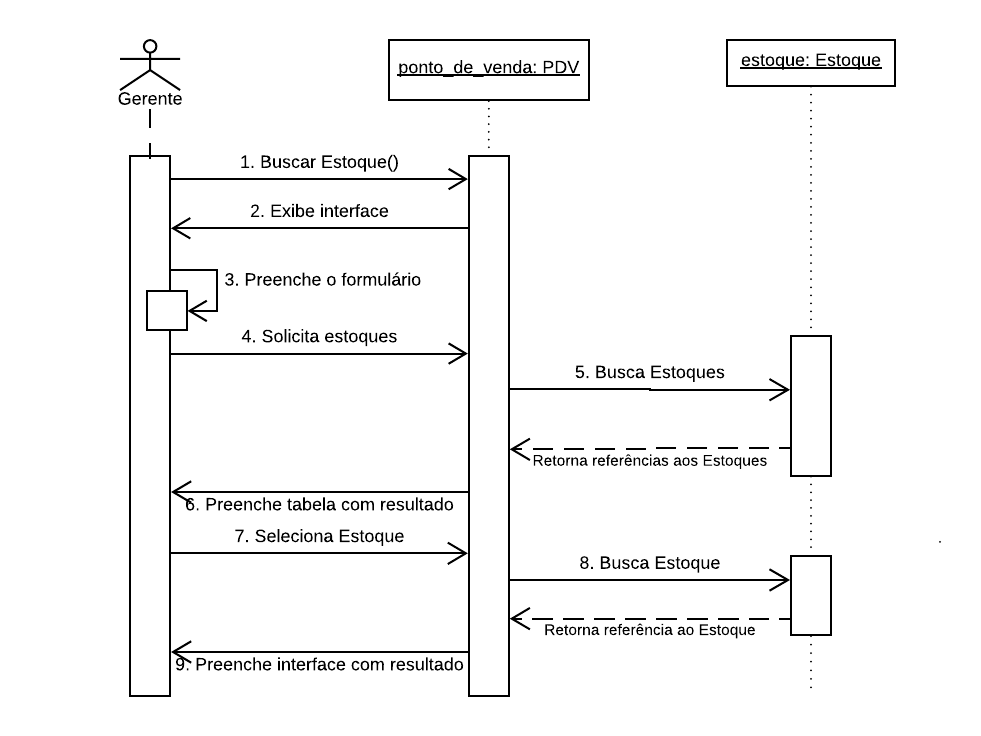 Gerente
ponto_de_venda: PDV
estoque: Estoque
1. Buscar Estoque()
2. Exibe interface
3. Preenche o formulário
4. Solicita estoques
5. Busca Estoques
Retorna referências aos Estoques
6. Preenche tabela com resultado
7. Seleciona Estoque
8. Busca Estoque
Retorna referência ao Estoque
9. Preenche interface com resultado